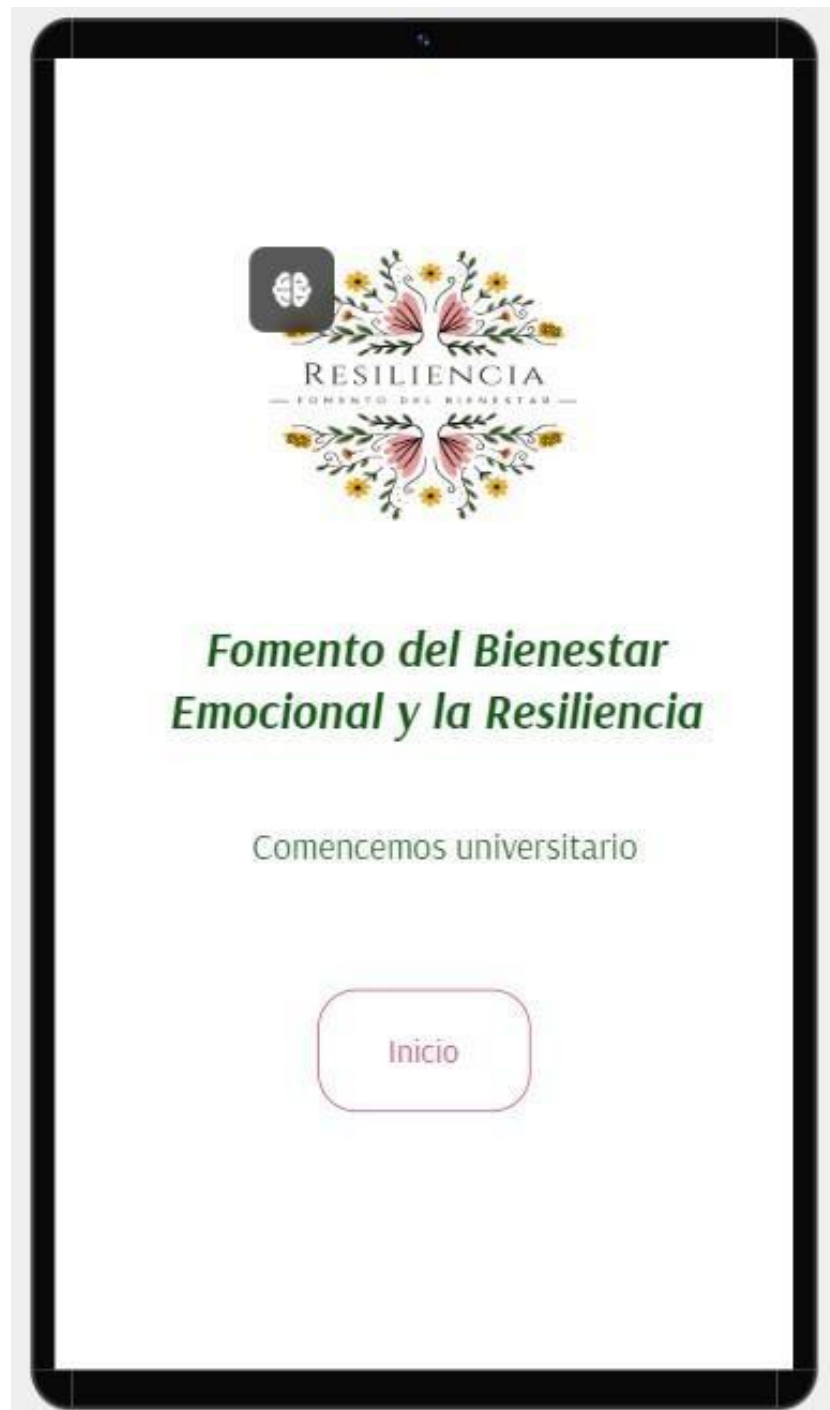 RESILIENCIA
FOMENTO DEL BIENESTAR
Fomento del Bienestar
Emocional y la Resiliencia
Comencemos universitario
Inicio